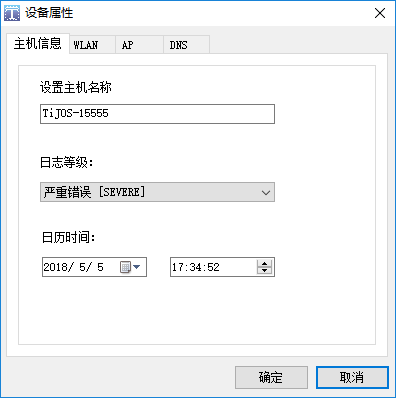 设备属性
主机信息 WLAN AP DNS
设置主机名称
TiJOS-15555
日志等级:
严重错误 [SEVERE]
日历时间:
2018/ 5/ 5 17:34:52
确定 取消